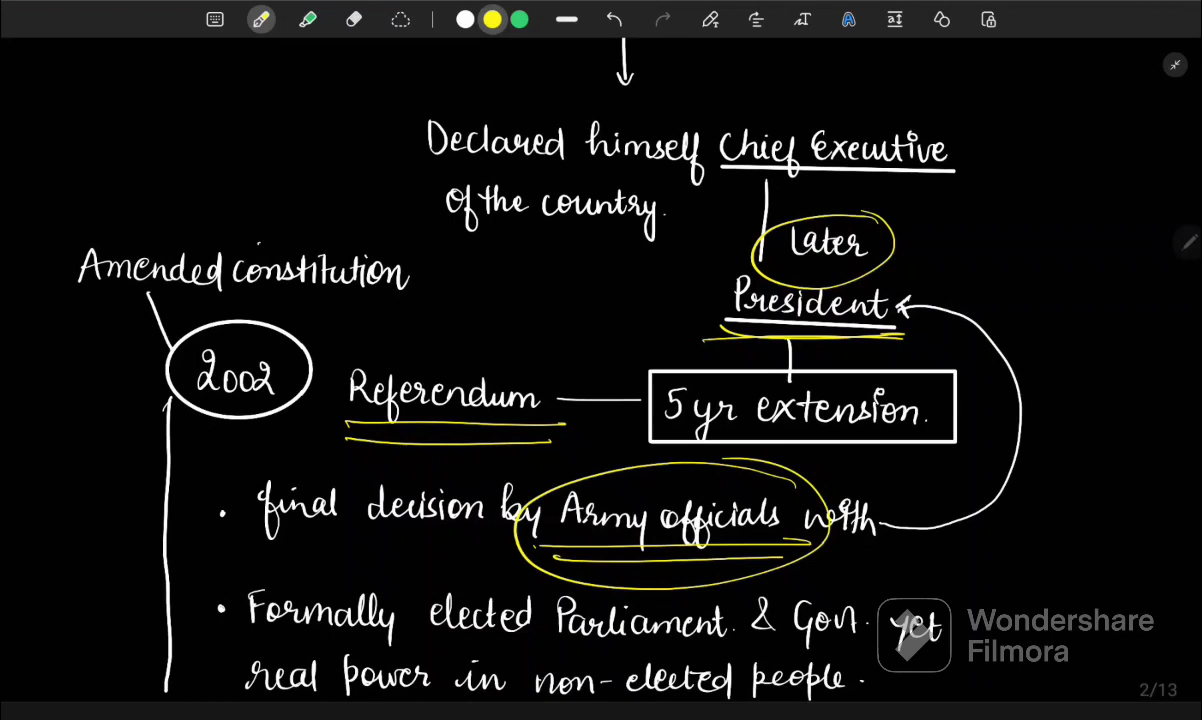 Declared himself Chief Executive
of the country.
Later
Amended constitution
President
2002
Referendum
5 yr extension.
. final decision by Army officials with
• Formally elected Parliament. & Gov. yet
real power in non-elected people.
Wondershare
Filmora
2/13